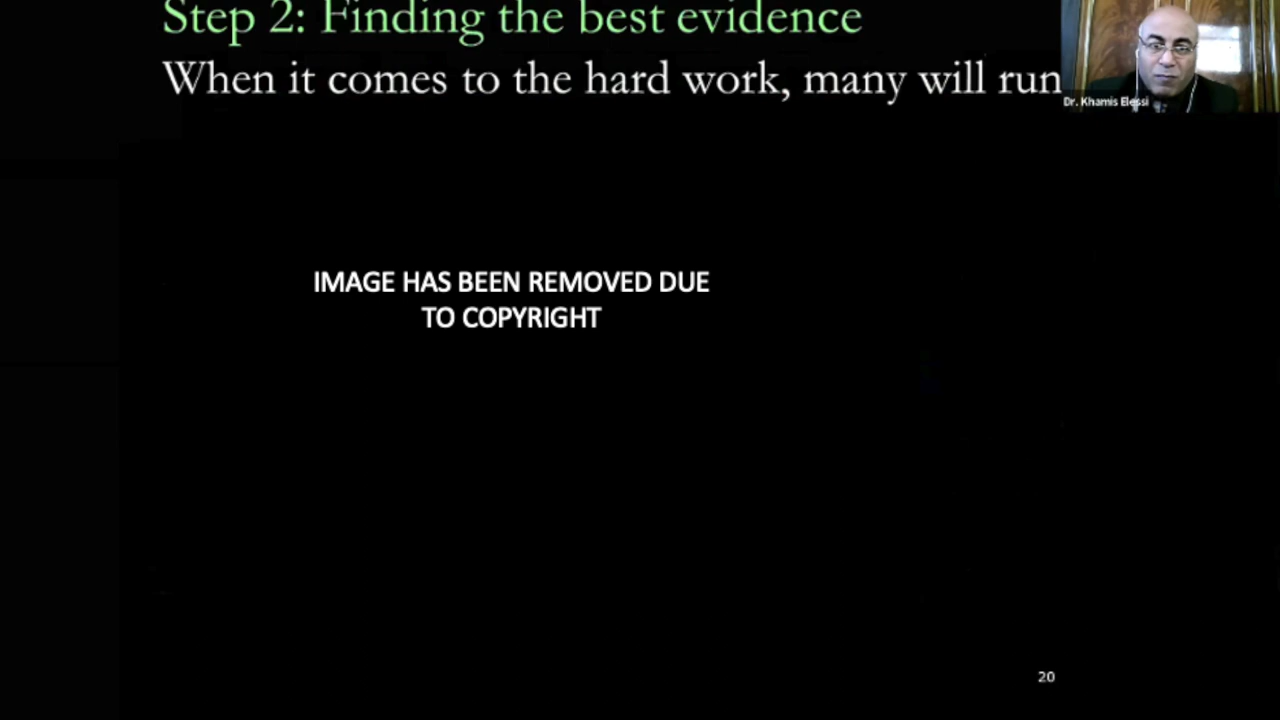 Step 2: Finding the best evidence
When it comes to the hard work, many will run
Dr. Khamis Elessi
IMAGE HAS BEEN REMOVED DUE
TO COPYRIGHT
20